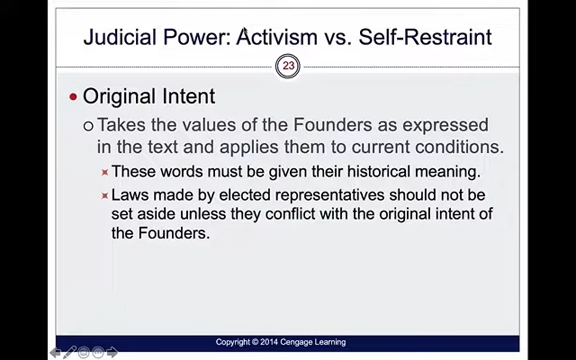 Judicial Power: Activism vs. Self-Restraint
23
Original Intent
Takes the values of the Founders as expressed
in the text and applies them to current conditions.
These words must be given their historical meaning.
Laws made by elected representatives should not be
set aside unless they conflict with the original intent of
the Founders.
Copyright © 2014 Cengage Learning